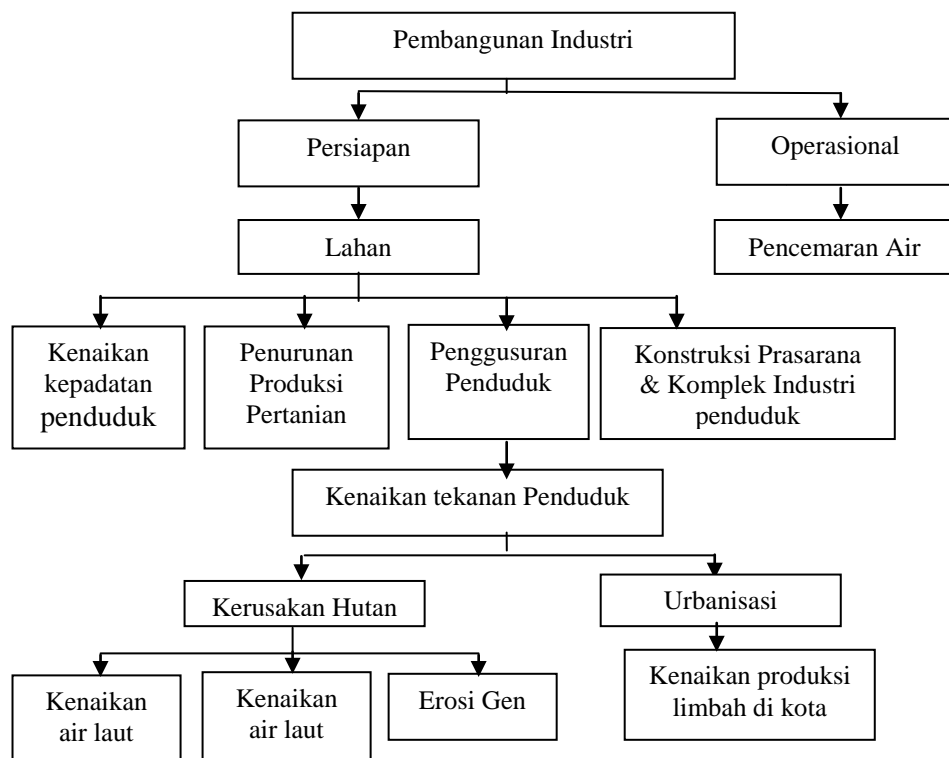 Pembangunan Industri
Persiapan
Operasional
Lahan
Pencemaran Air
Kenaikan
kepadatan
penduduk
Penurunan
Produksi
Pertanian
Penggusuran
Penduduk
Konstruksi Prasarana
& Komplek Industri
penduduk
Kenaikan tekanan Penduduk
Kerusakan Hutan
Urbanisasi
Kenaikan
air laut
Kenaikan
air laut
Erosi Gen
Kenaikan produksi
limbah di kota